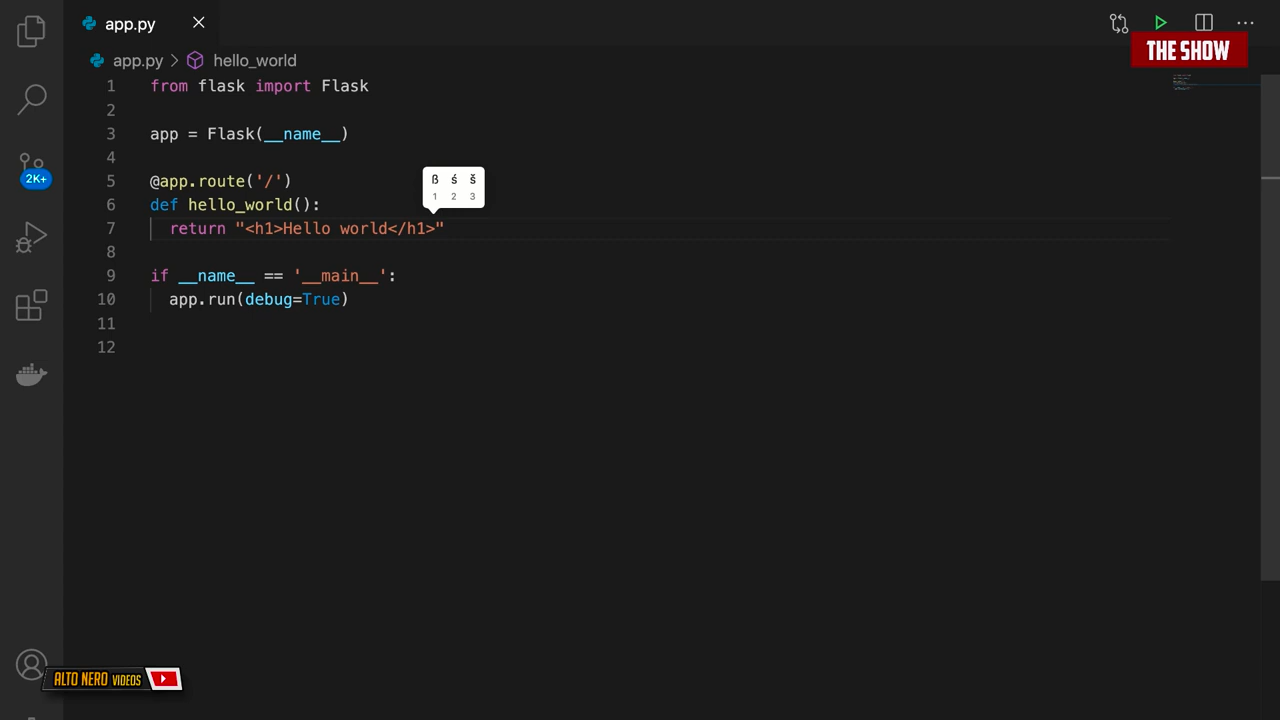 app.py
THE SHOW
app.py > hello_world
1 from flask import Flask
2
3 app = Flask(__name__)
4
5 @app.route('/')
6 def hello_world():
7   return "<h1>Hello world</h1>"
8
9 if __name__ == '__main__':
10   app.run(debug=True)
11
12
ß ś š
1 2 3
2K+
ALTO NERO VIDEOS